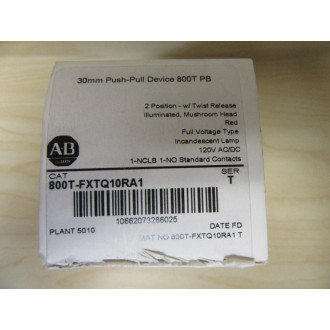 30mm Push-Pull Device 800T PB
2 Position - w/ Twist Release
Illuminated, Mushroom Head
Red
Full Voltage Type
Incandescent Lamp
120V AC/DC
1-NCLB 1-NO Standard Contacts
AB
CAT
SER
800T-FXTQ10RA1
T
10662073286025
PLANT 5010
DATE FD
CAT NO 800T-FXTQ10RA1 T